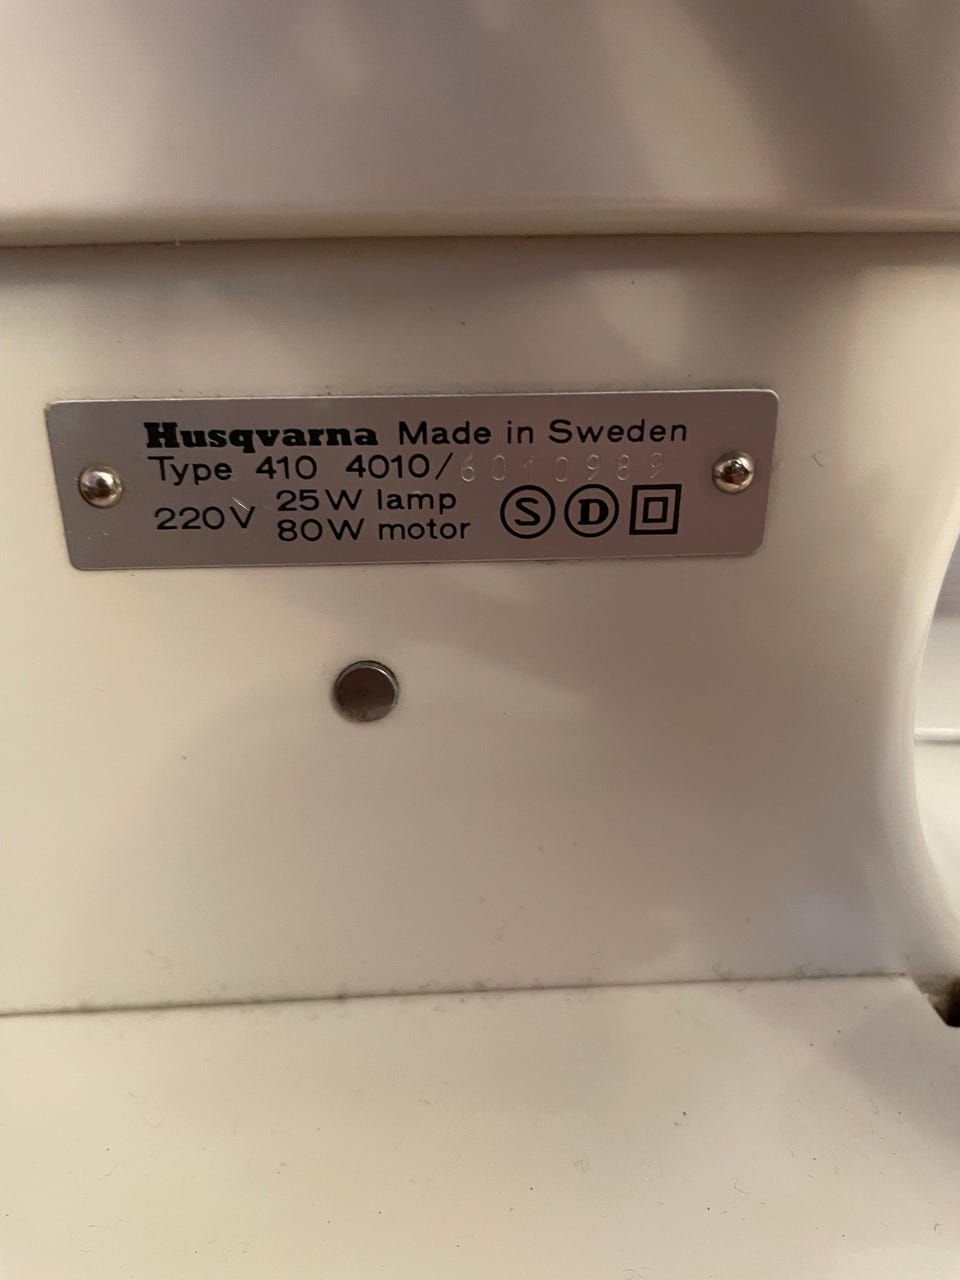 Husqvarna Made in Sweden
Type 410 4010/6010989
220V 25W lamp
80W motor
S D